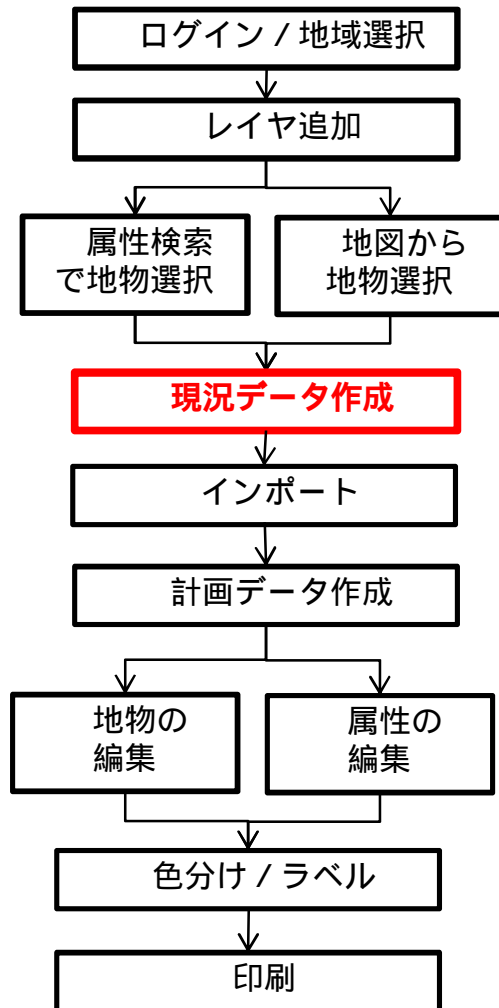 ログイン / 地域選択
レイヤ追加
属性検索
で地物選択
地図から
地物選択
現況データ作成
インポート
計画データ作成
地物の
編集
属性の
編集
色分け / ラベル
印刷